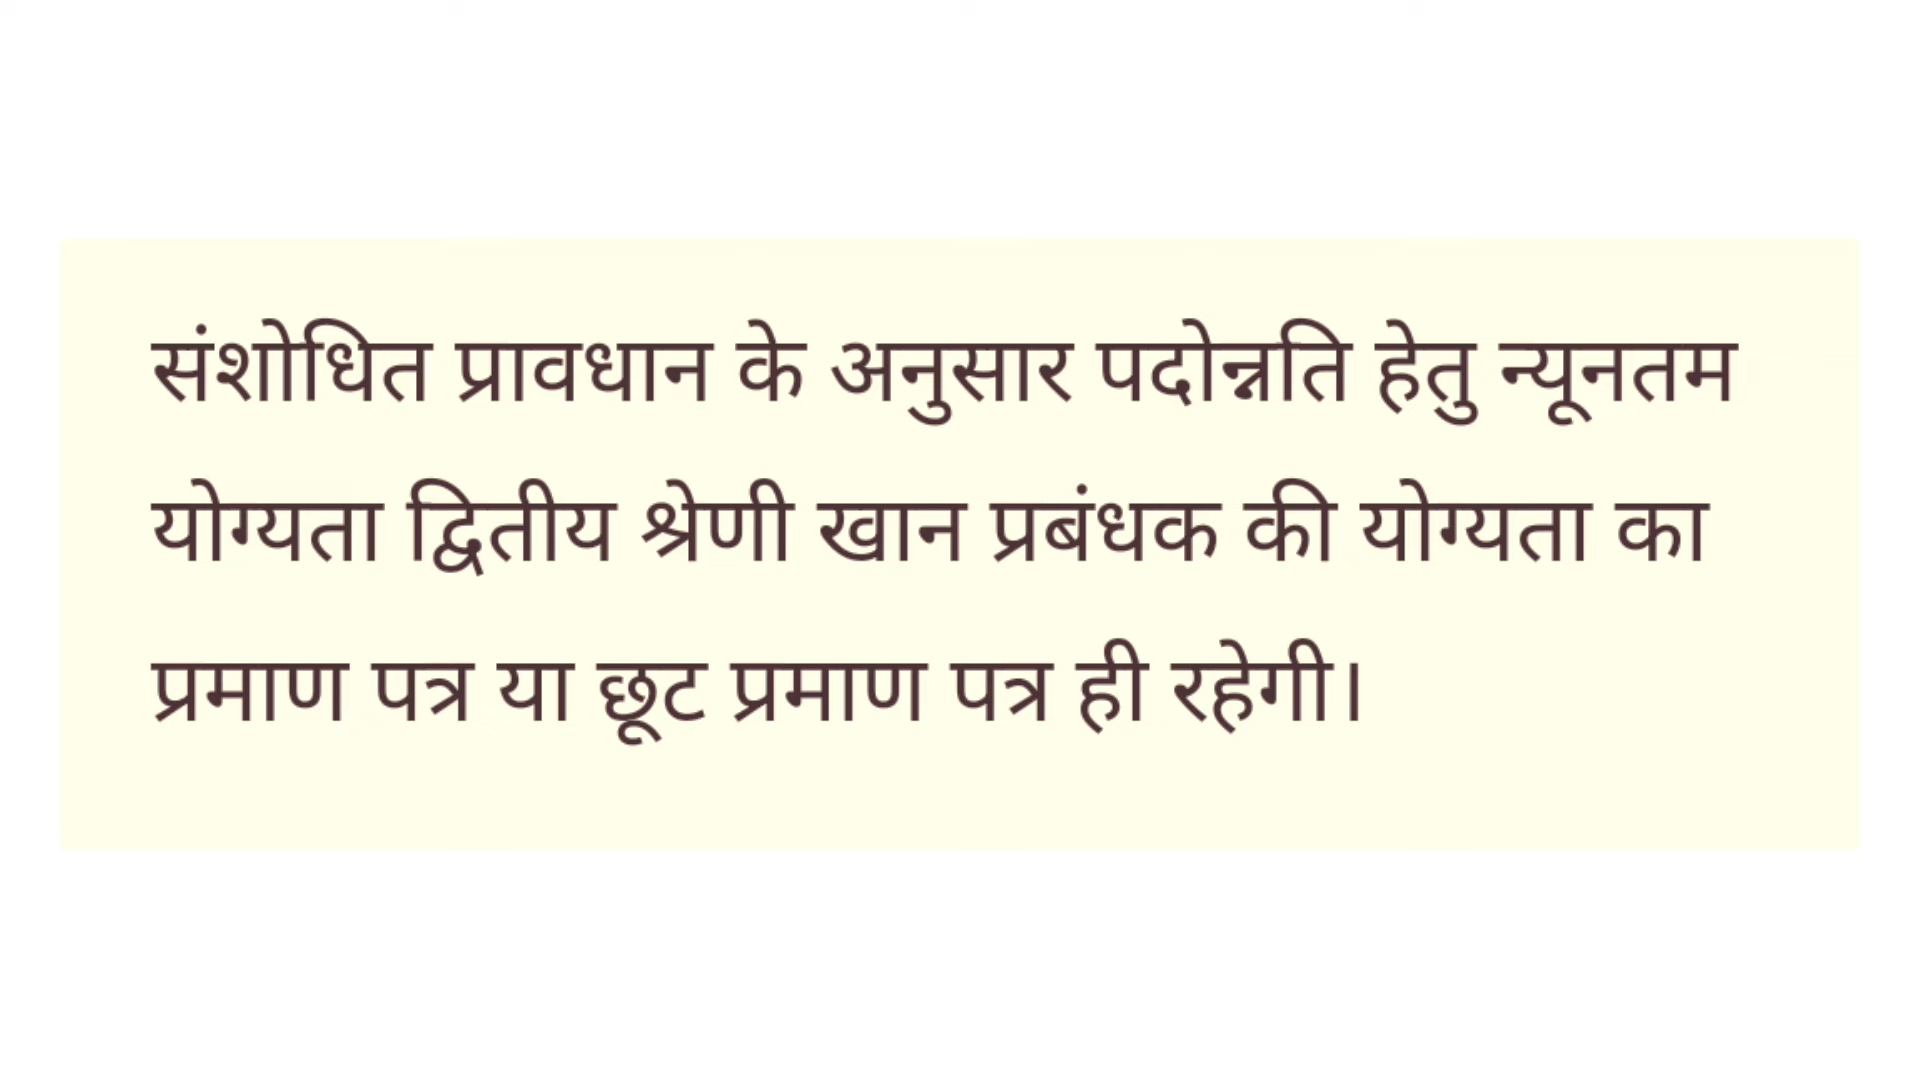 संशोधित प्रावधान के अनुसार पदोन्नति हेतु न्यूनतम
योग्यता द्वितीय श्रेणी खान प्रबंधक की योग्यता का
प्रमाण पत्र या छूट प्रमाण पत्र ही रहेगी।